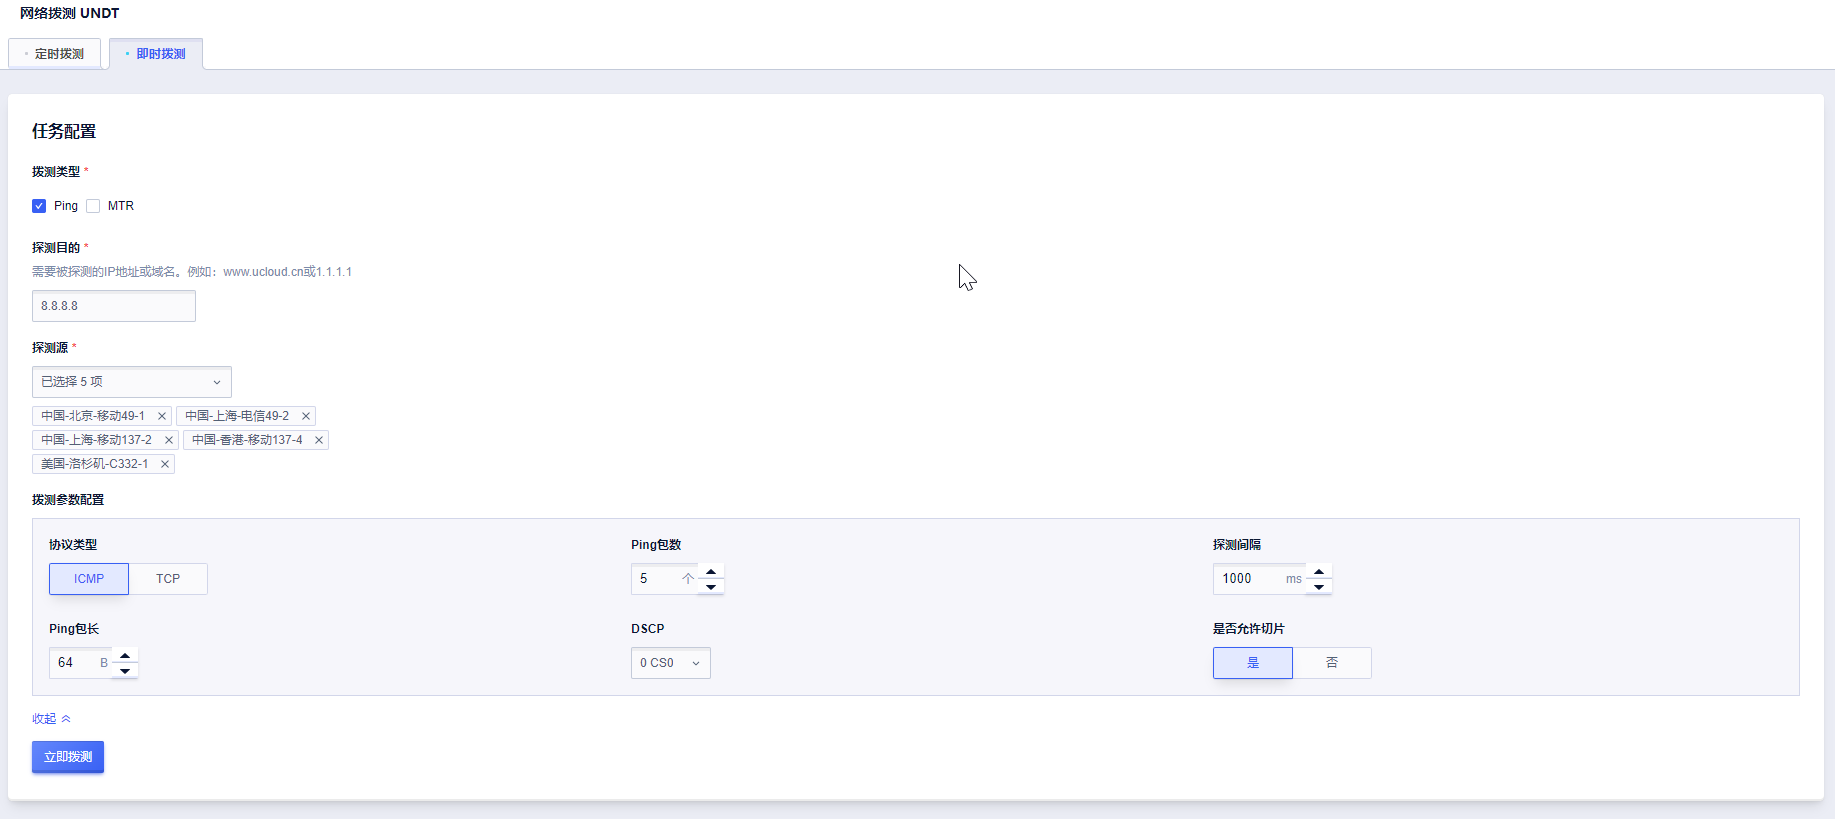 网络拨测 UNDT
定时拨测 即时拨测
任务配置
拨测类型 *
Ping MTR
探测目的 *
需要被探测的IP地址或域名。例如：www.ucloud.cn或1.1.1.1
8.8.8.8
探测源 *
已选择 5 项
中国-北京-移动49-1 中国-上海-电信49-2
中国-上海-移动137-2 中国-香港-移动137-4
美国-洛杉矶-C332-1
拨测参数配置
协议类型 Ping包数 探测间隔
ICMP TCP 5 个 1000 ms
Ping包长 DSCP 是否允许切片
64 B 0 CS0 是 否
收起
立即拨测